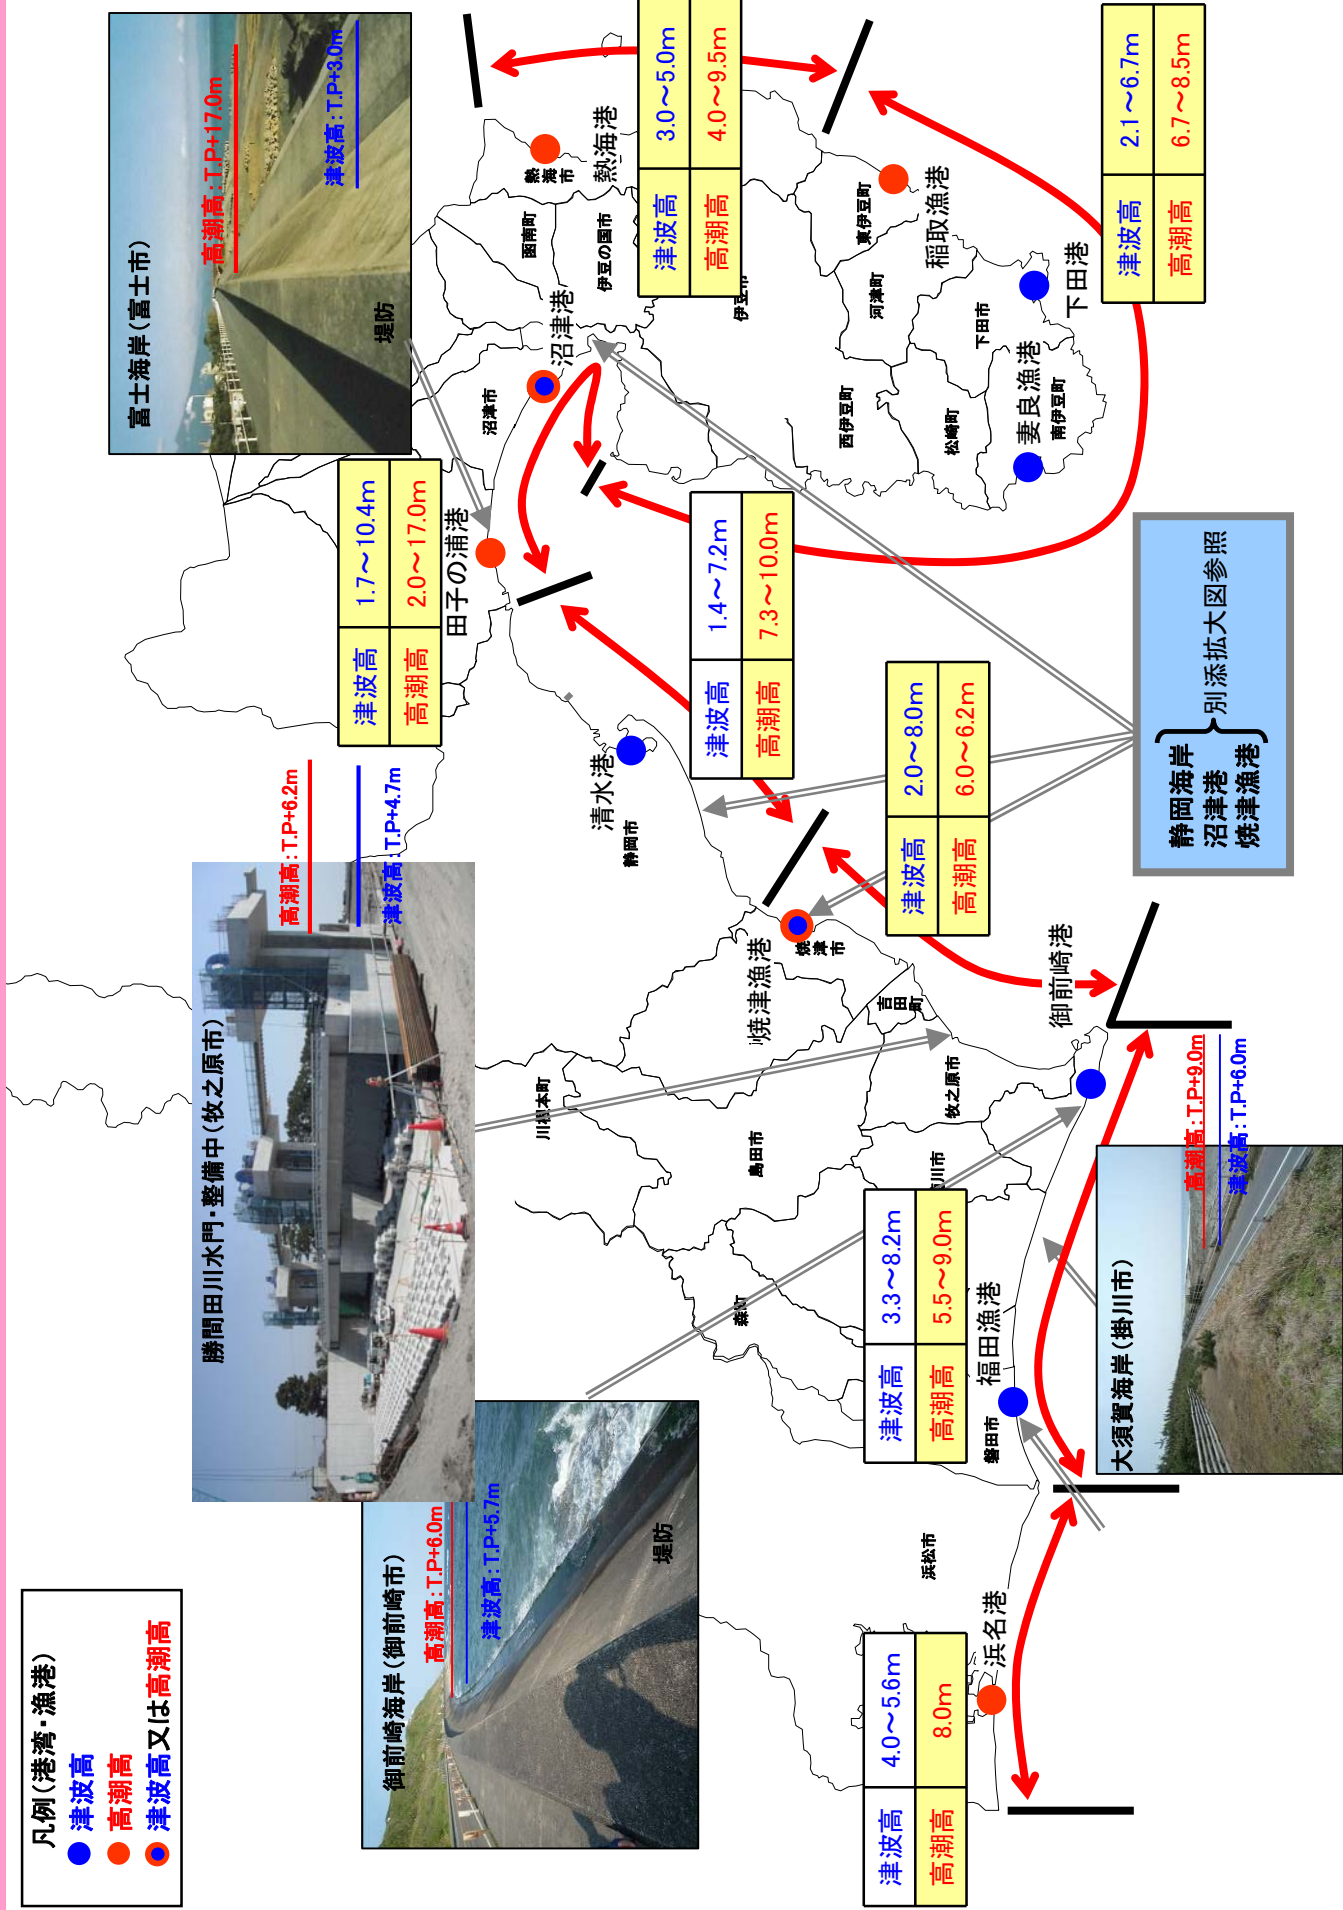 凡例(港湾・漁港)
津波高
高潮高
津波高又は高潮高
御前崎海岸(御前崎市)
高潮高:T.P+6.0m
津波高:T.P+5.7m
堤防
勝間田川水門・整備中(牧之原市)
高潮高:T.P+6.2m
津波高:T.P+4.7m
富士海岸(富士市)
高潮高:T.P+17.0m
津波高:T.P+3.0m
堤防
津波高 1.7～10.4m
高潮高 2.0～17.0m
田子の浦港
沼津市
沼津港
函南町
伊豆の国市
熱海市
熱海港
津波高 3.0～5.0m
高潮高 4.0～9.5m
伊豆市
東伊豆町
稲取漁港
河津町
西伊豆町
松崎町
下田市
下田港
妻良漁港
南伊豆町
津波高 2.1～6.7m
高潮高 6.7～8.5m
清水港
静岡市
津波高 1.4～7.2m
高潮高 7.3～10.0m
焼津漁港
焼津市
津波高 2.0～8.0m
高潮高 6.0～6.2m
川根本町
島田市
吉田町
牧之原市
御前崎港
森町
川市
津波高 3.3～8.2m
高潮高 5.5～9.0m
福田漁港
磐田市
浜松市
浜名港
津波高 4.0～5.6m
高潮高 8.0m
大須賀海岸(掛川市)
高潮高:T.P+9.0m
津波高:T.P+6.0m
静岡海岸
沼津港
焼津漁港
別添拡大図参照